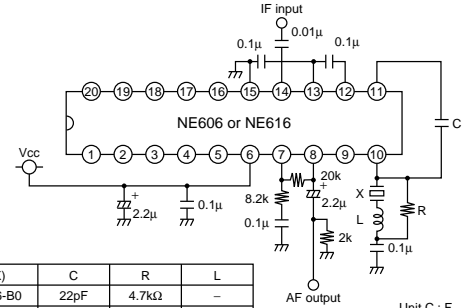 IF input
0.01μ
0.1μ
0.1μ
20 19 18 17 16 15 14 13 12 11
NE606 or NE616
C
Vcc
1 2 3 4 5 6 7 8 9 10
20k
8.2k
+
2.2μ
X
L
R
+
2.2μ
0.1μ
0.1μ
2k
0.1μ
AF output
C R L
-B0 22pF 4.7kΩ –